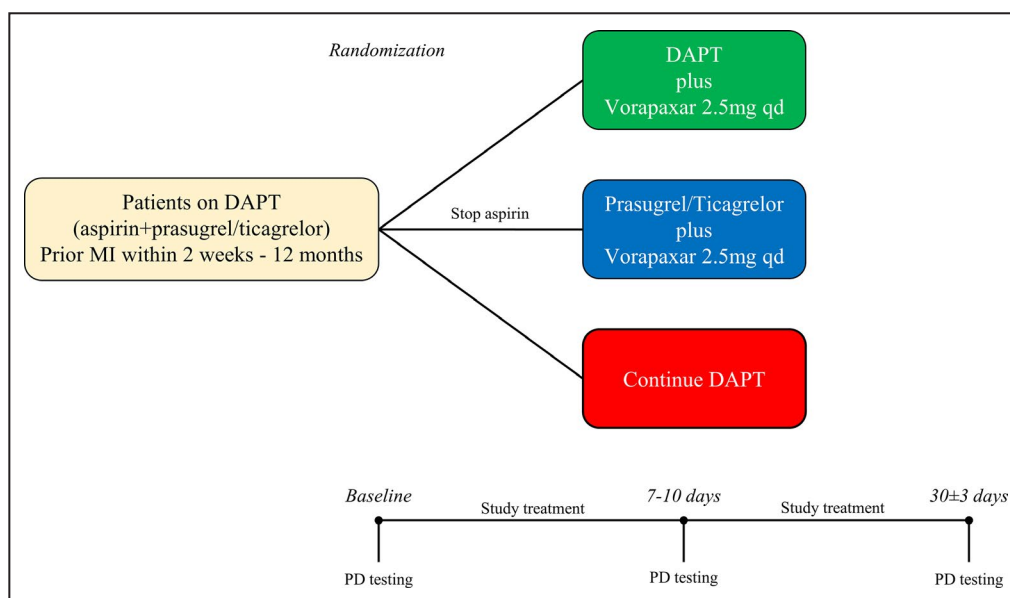 Randomization
DAPT
plus
Vorapaxar 2.5mg qd
Patients on DAPT
(aspirin+prasugrel/ticagrelor)
Prior MI within 2 weeks - 12 months
Stop aspirin
Prasugrel/Ticagrelor
plus
Vorapaxar 2.5mg qd
Continue DAPT
Baseline
7-10 days
30±3 days
Study treatment
Study treatment
PD testing
PD testing
PD testing